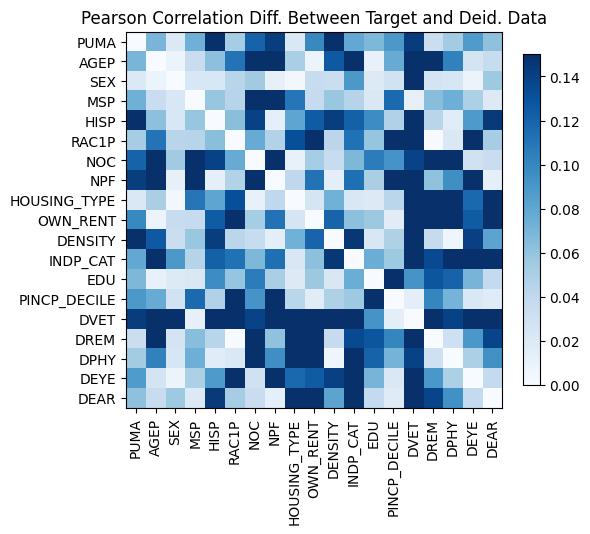 Pearson Correlation Diff. Between Target and Deid. Data
PUMA
AGEP
SEX
MSP
HISP
RAC1P
NOC
NPF
HOUSING_TYPE
OWN_RENT
DENSITY
INDP_CAT
EDU
PINCP_DECILE
DVET
DREM
DPHY
DEYE
DEAR
PUMA
AGEP
SEX
MSP
HISP
RAC1P
NOC
NPF
HOUSING_TYPE
OWN_RENT
DENSITY
INDP_CAT
EDU
PINCP_DECILE
DVET
DREM
DPHY
DEYE
DEAR
0.14
0.12
0.10
0.08
0.06
0.04
0.02
0.00